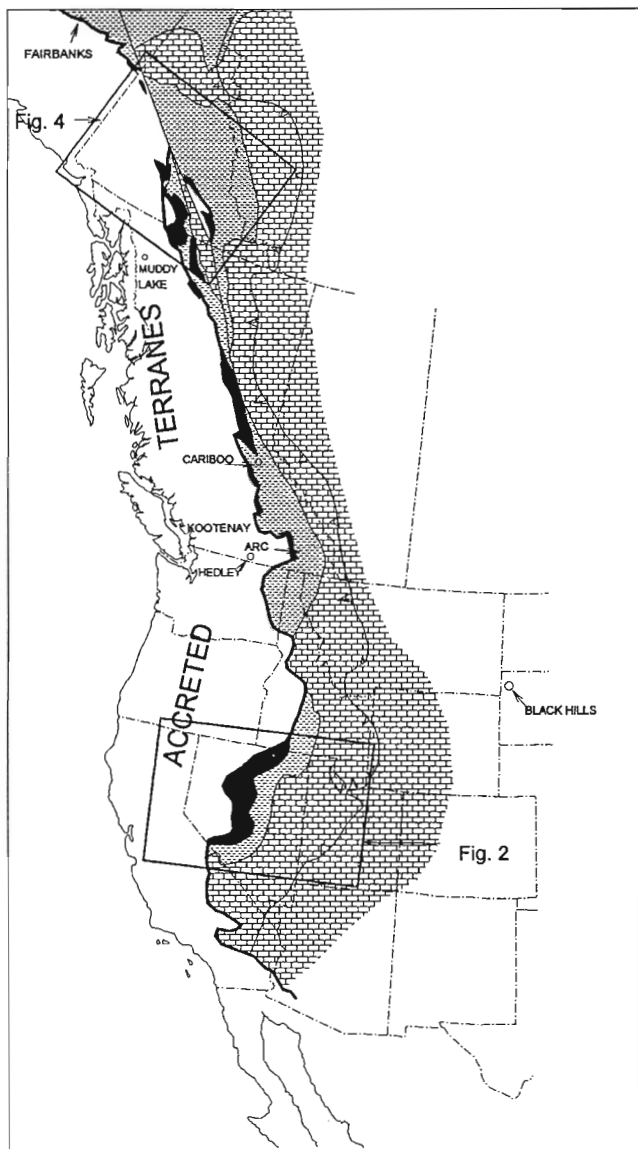 FAIRBANKS
Fig. 4
MUDDY
LAKE
TERRANES
CARIBOO
KOOTENAY
ARC
HEDLEY
ACCRETED
BLACK HILLS
Fig. 2